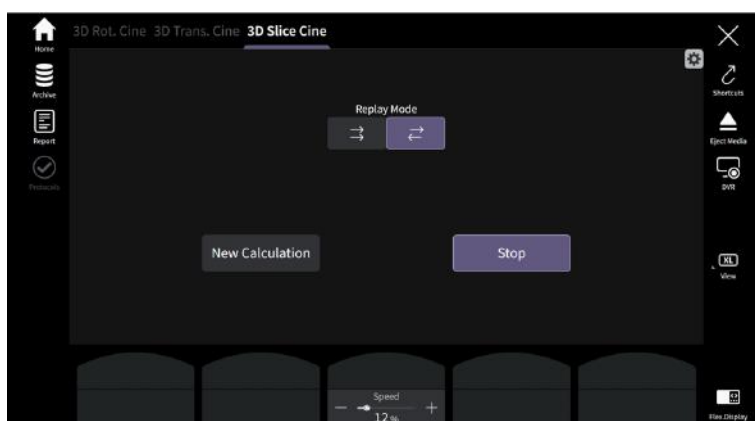 3D Rot. Cine 3D Trans. Cine 3D Slice Cine
Home
Archive
Report
Protocols
Replay Mode
New Calculation
Stop
Speed
12 %
Shortcuts
Eject Media
DVR
XL
View
Flex.Display